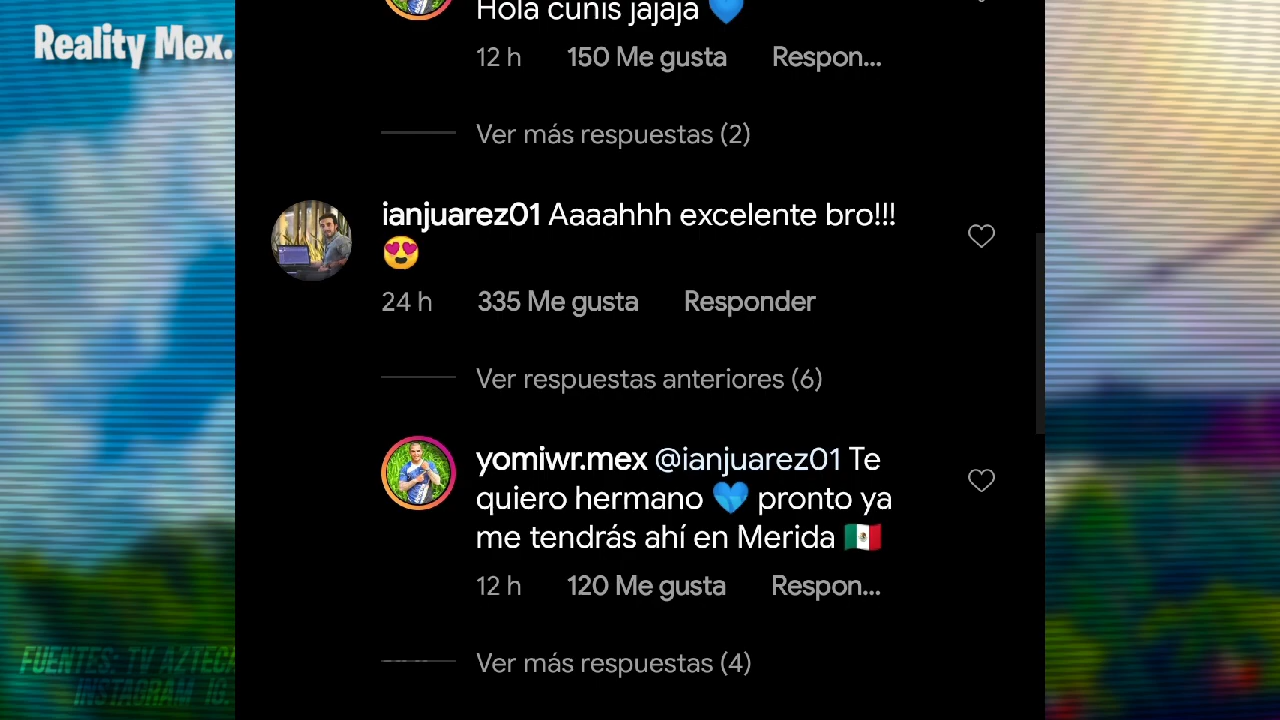 Reality Mex.
Hola cunis jajaja 💙
12 h 150 Me gusta Respon...
Ver más respuestas (2)
ianjuarez01 Aaaahhh excelente bro!!!
😍
24 h 335 Me gusta Responder
Ver respuestas anteriores (6)
yomiwr.mex @ianjuarez01 Te
quiero hermano 💙 pronto ya
me tendrás ahí en Merida 🇲🇽
12 h 120 Me gusta Respon...
Ver más respuestas (4)
FUENTES: TV AZTECA
INSTAGRAM IG.